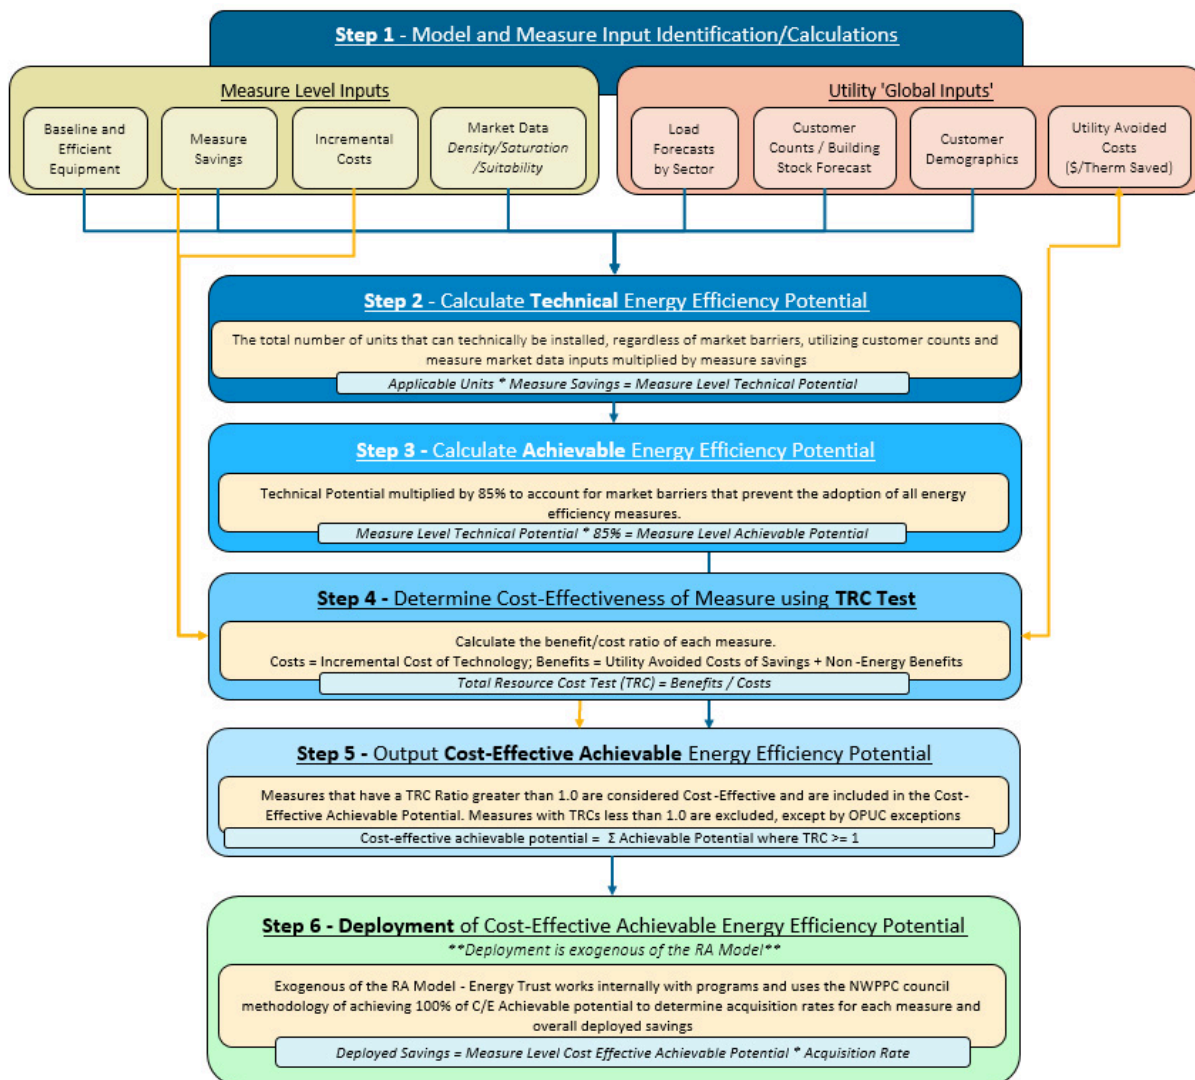 Step 1 - Model and Measure Input Identification/Calculations
Measure Level Inputs
Baseline and
Efficient
Equipment
Measure
Savings
Incremental
Costs
Market Data
Density/Saturation
/Suitability
Utility 'Global Inputs'
Load
Forecasts
by Sector
Customer
Counts / Building
Stock Forecast
Customer
Demographics
Utility Avoided
Costs
($/Therm Saved)
Step 2 - Calculate Technical Energy Efficiency Potential
The total number of units that can technically be installed, regardless of market barriers, utilizing customer counts and
measure market data inputs multiplied by measure savings
Applicable Units * Measure Savings = Measure Level Technical Potential
Step 3 - Calculate Achievable Energy Efficiency Potential
Technical Potential multiplied by 85% to account for market barriers that prevent the adoption of all energy
efficiency measures.
Measure Level Technical Potential * 85% = Measure Level Achievable Potential
Step 4 - Determine Cost-Effectiveness of Measure using TRC Test
Calculate the benefit/cost ratio of each measure.
Costs = Incremental Cost of Technology; Benefits = Utility Avoided Costs of Savings + Non -Energy Benefits
Total Resource Cost Test (TRC) = Benefits / Costs
Step 5 - Output Cost-Effective Achievable Energy Efficiency Potential
Measures that have a TRC Ratio greater than 1.0 are considered Cost-Effective and are included in the Cost-
Effective Achievable Potential. Measures with TRCs less than 1.0 are excluded, except by OPUC exceptions
Cost-effective achievable potential = Σ Achievable Potential where TRC >= 1
Step 6 - Deployment of Cost-Effective Achievable Energy Efficiency Potential
**Deployment is exogenous of the RA Model**
Exogenous of the RA Model - Energy Trust works internally with programs and uses the NWPPC council
methodology of achieving 100% of C/E Achievable potential to determine acquisition rates for each measure and
overall deployed savings
Deployed Savings = Measure Level Cost Effective Achievable Potential * Acquisition Rate